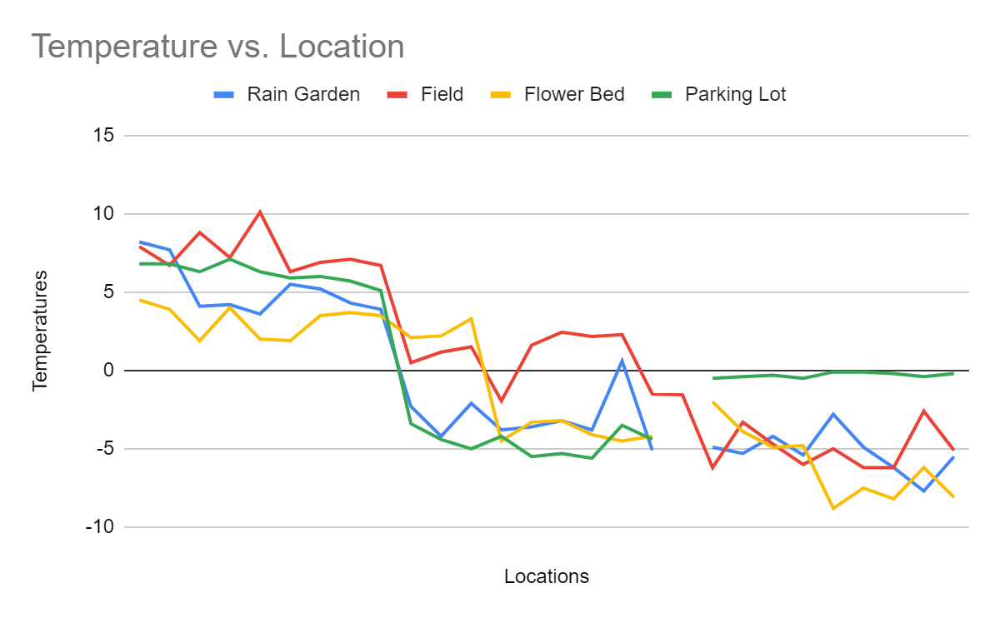 Temperature vs. Location
Rain Garden Field Flower Bed Parking Lot
15
10
5
0
-5
-10
Temperatures
Locations